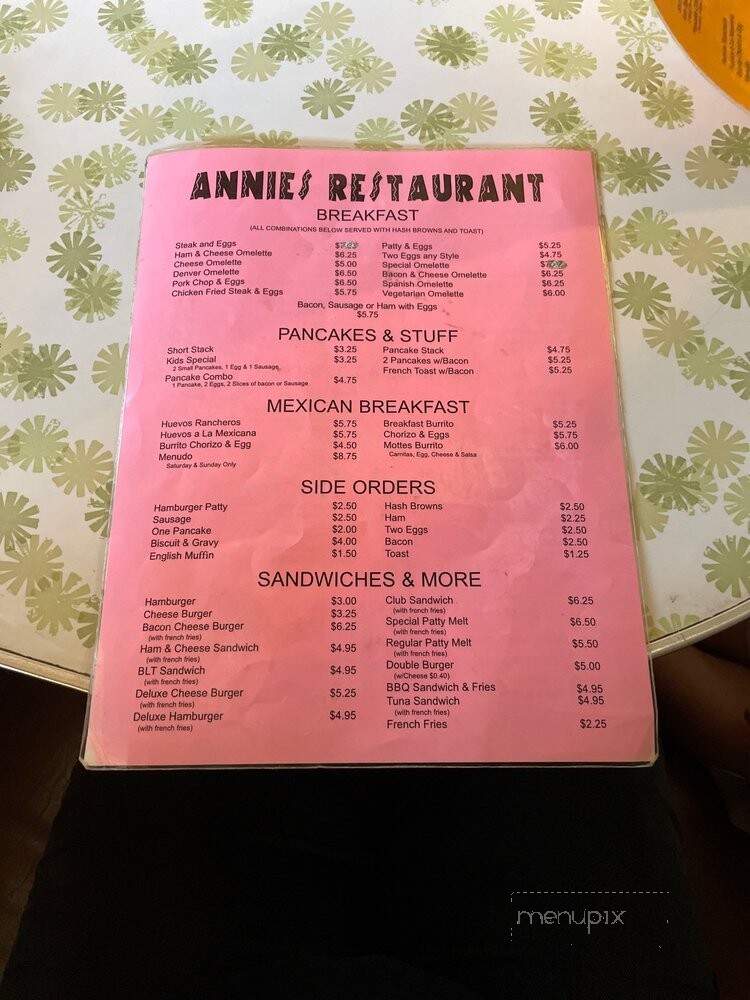 ANNIES RESTAURANT
BREAKFAST
(ALL COMBINATIONS BELOW SERVED WITH HASH BROWNS AND TOAST)
Steak and Eggs
Ham & Cheese Omelette $6.25
Cheese Omelette $5.00
Denver Omelette $6.50
Pork Chop & Eggs $6.50
Chicken Fried Steak & Eggs $5.75
Patty & Eggs $5.25
Two Eggs any Style $4.75
Special Omelette
Bacon & Cheese Omelette $6.25
Spanish Omelette $6.25
Vegetarian Omelette $6.00
Bacon, Sausage or Ham with Eggs
$5.75
PANCAKES & STUFF
Short Stack $3.25
Kids Special $3.25
2 Small Pancakes, 1 Egg & 1 Sausage
Pancake Combo $4.75
1 Pancake, 2 Eggs, 2 Slices of bacon or Sausage
Pancake Stack $4.75
2 Pancakes w/Bacon $5.25
French Toast w/Bacon $5.25
MEXICAN BREAKFAST
Huevos Rancheros $5.75
Huevos a La Mexicana $5.75
Burrito Chorizo & Egg $4.50
Menudo $8.75
Saturday & Sunday Only
Breakfast Burrito $5.25
Chorizo & Eggs $5.75
Mottes Burrito $6.00
Carnitas, Egg, Cheese & Salsa
SIDE ORDERS
Hamburger Patty $2.50
Sausage $2.50
One Pancake $2.00
Biscuit & Gravy $4.00
English Muffin $1.50
Hash Browns $2.50
Ham $2.25
Two Eggs $2.50
Bacon $2.50
Toast $1.25
SANDWICHES & MORE
Hamburger $3.00
Cheese Burger $3.25
Bacon Cheese Burger $6.25
(with french fries)
Ham & Cheese Sandwich $4.95
(with french fries)
BLT Sandwich $4.95
(with french fries)
Deluxe Cheese Burger $5.25
(with french fries)
Deluxe Hamburger $4.95
(with french fries)
Club Sandwich $6.25
(with french fries)
Special Patty Melt $6.50
(with french fries)
Regular Patty Melt $5.50
(with french fries)
Double Burger $5.00
(w/Cheese $0.40)
BBQ Sandwich & Fries $4.95
Tuna Sandwich $4.95
(with french fries)
French Fries $2.25
menupix